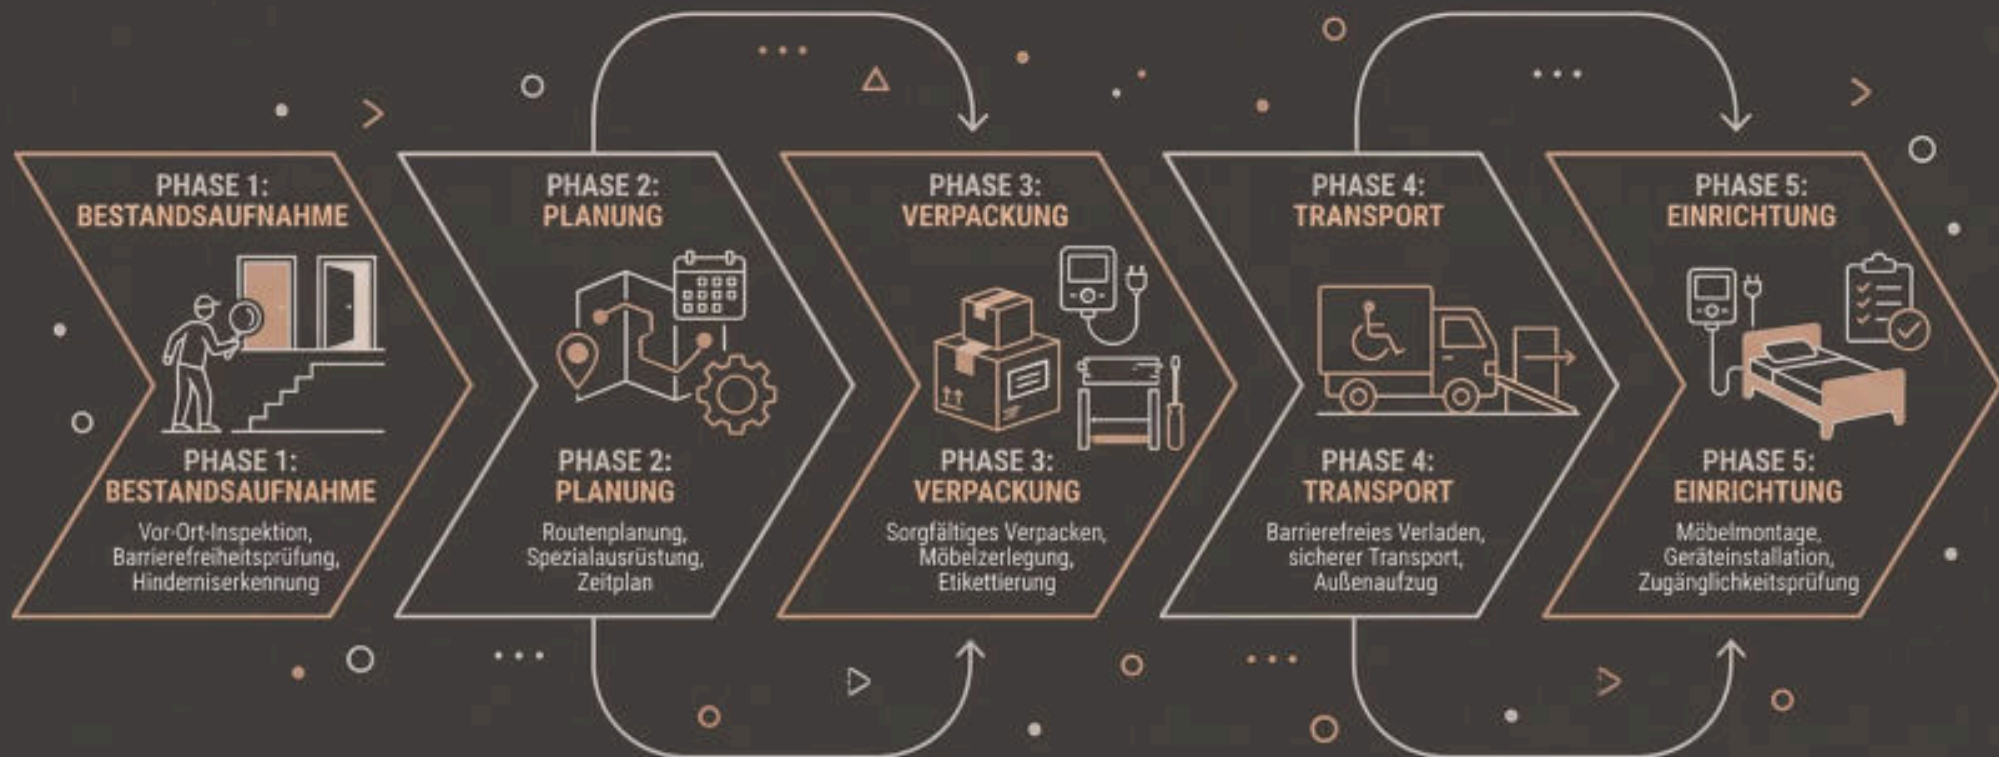 PHASE 1:
BESTANDSAUFNAHME
PHASE 1:
BESTANDSAUFNAHME
Vor-Ort-Inspektion,
Barrierefreiheitsprüfung,
Hinderniserkennung
PHASE 2:
PLANUNG
PHASE 2:
PLANUNG
Routenplanung,
Spezialausrüstung,
Zeitplan
PHASE 3:
VERPACKUNG
PHASE 3:
VERPACKUNG
Sorgfältiges Verpacken,
Möbelzerlegung,
Etikettierung
PHASE 4:
TRANSPORT
PHASE 4:
TRANSPORT
Barrierefreies Verladen,
sicherer Transport,
Außenaufzug
PHASE 5:
EINRICHTUNG
PHASE 5:
EINRICHTUNG
Möbelmontage,
Geräteinstallation,
Zugänglichkeitsprüfung